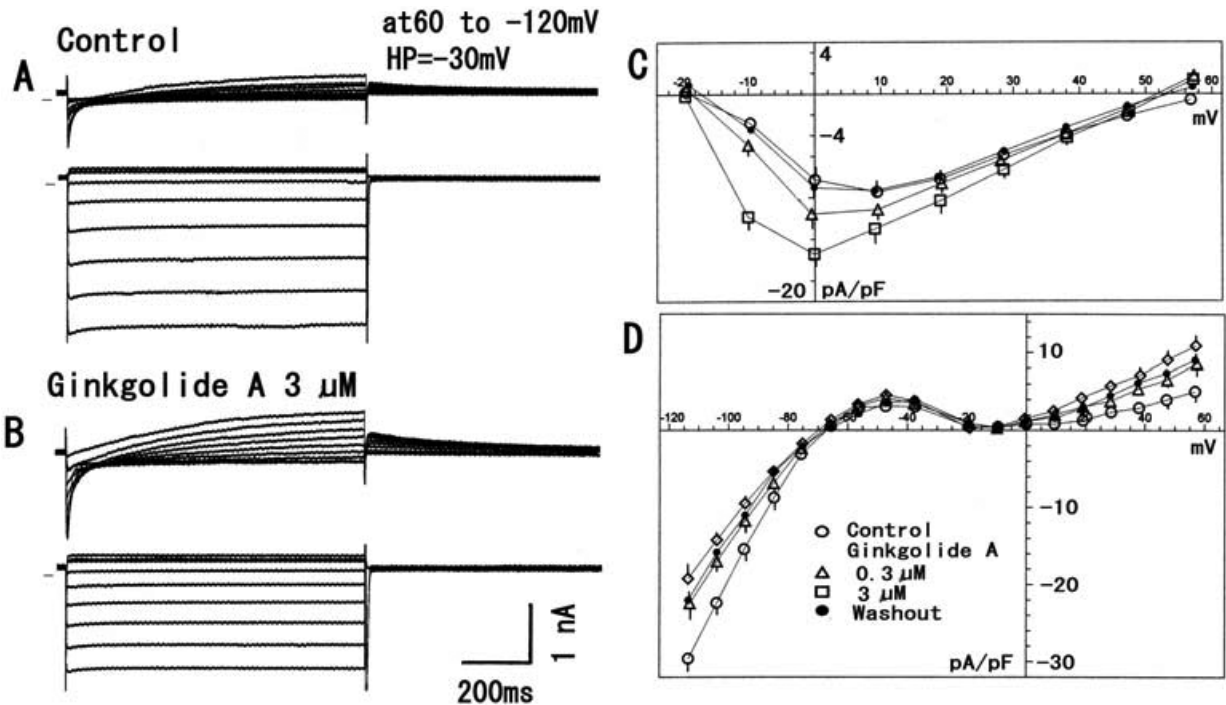 Control
at60 to -120mV
HP=-30mV
A
Ginkgolide A 3 μM
B
200ms
1 nA
C
4
-20 -10 10 20 30 40 50 60
mV
-4
-20 pA/pF
D
10
-120 -100 -80 -60 -40 20 20 40 60
mV
-10
Control
Ginkgolide A
0.3 μM
3 μM
Washout
-20
pA/pF -30